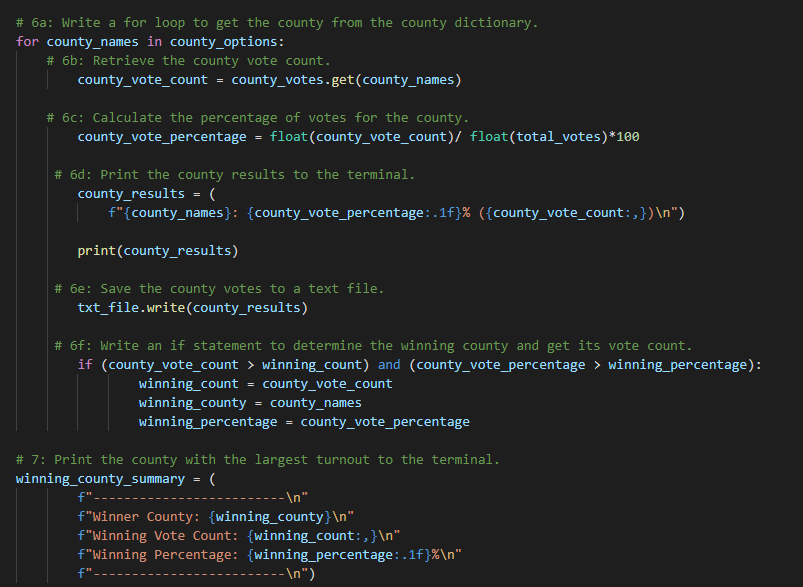 # 6a: Write a for loop to get the county from the county dictionary.
for county_names in county_options:
# 6b: Retrieve the county vote count.
county_vote_count = county_votes.get(county_names)
# 6c: Calculate the percentage of votes for the county.
county_vote_percentage = float(county_vote_count)/ float(total_votes)*100
# 6d: Print the county results to the terminal.
county_results = (
f"{county_names}: {county_vote_percentage:.1f}% ({county_vote_count:,})\n")
print(county_results)
# 6e: Save the county votes to a text file.
txt_file.write(county_results)
# 6f: Write an if statement to determine the winning county and get its vote count.
if (county_vote_count > winning_count) and (county_vote_percentage > winning_percentage):
winning_count = county_vote_count
winning_county = county_names
winning_percentage = county_vote_percentage
# 7: Print the county with the largest turnout to the terminal.
winning_county_summary = (
f"-------------------------\n"
f"Winner County: {winning_county}\n"
f"Winning Vote Count: {winning_count:,}\n"
f"Winning Percentage: {winning_percentage:.1f}%\n"
f"-------------------------\n")